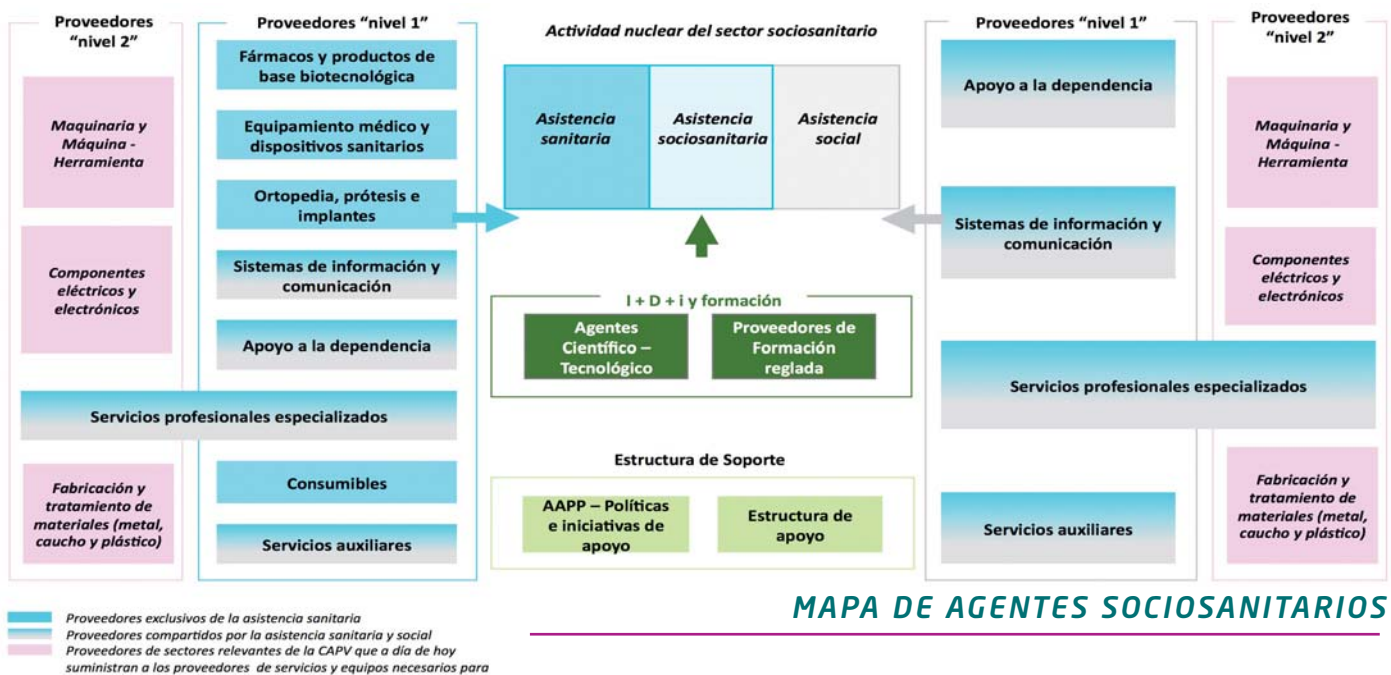 Proveedores
“nivel 2”
Maquinaria y
Máquina -
Herramienta
Componentes
eléctricos y
electrónicos
Fabricación y
tratamiento de
materiales (metal,
caucho y plástico)
Proveedores “nivel 1”
Fármacos y productos de
base biotecnológica
Equipamiento médico y
dispositivos sanitarios
Ortopedia, prótesis e
implantes
Sistemas de información y
comunicación
Apoyo a la dependencia
Servicios profesionales especializados
Consumibles
Servicios auxiliares
Actividad nuclear del sector sociosanitario
Asistencia
sanitaria
Asistencia
sociosanitaria
Asistencia
social
I + D + i y formación
Agentes
Científico –
Tecnológico
Proveedores de
Formación
reglada
Estructura de Soporte
AAPP – Políticas
e iniciativas de
apoyo
Estructura de
apoyo
Proveedores “nivel 1”
Apoyo a la dependencia
Sistemas de información y
comunicación
Servicios profesionales especializados
Servicios auxiliares
Proveedores
“nivel 2”
Maquinaria y
Máquina -
Herramienta
Componentes
eléctricos y
electrónicos
Fabricación y
tratamiento de
materiales (metal,
caucho y plástico)
MAPA DE AGENTES SOCIOSANITARIOS
Proveedores exclusivos de la asistencia sanitaria
Proveedores compartidos por la asistencia sanitaria y social
Proveedores de sectores relevantes de la CAPV que a día de hoy
suministran a los proveedores de servicios y equipos necesarios para